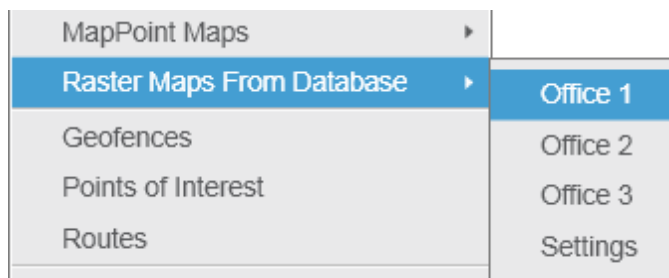 MapPoint Maps
Raster Maps From Database
Geofences
Points of Interest
Routes
Office 1
Office 2
Office 3
Settings